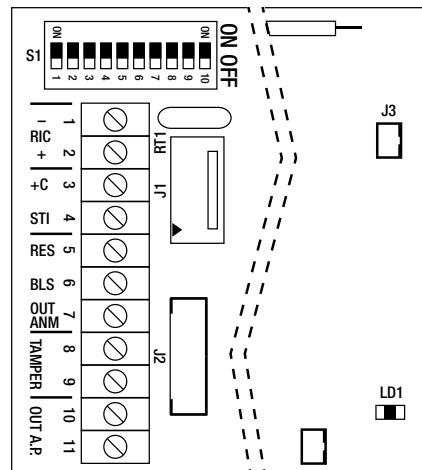 ON ON
S1
1 2 3 4 5 6 7 8 9 10
ON OFF
J3
– 1
RIC
+ 2
RT1
+C 3
J1
STI 4
RES 5
BLS 6
OUT ANM 7
TAMPER 8
J2
9
OUT A.P. 10
11
LD1